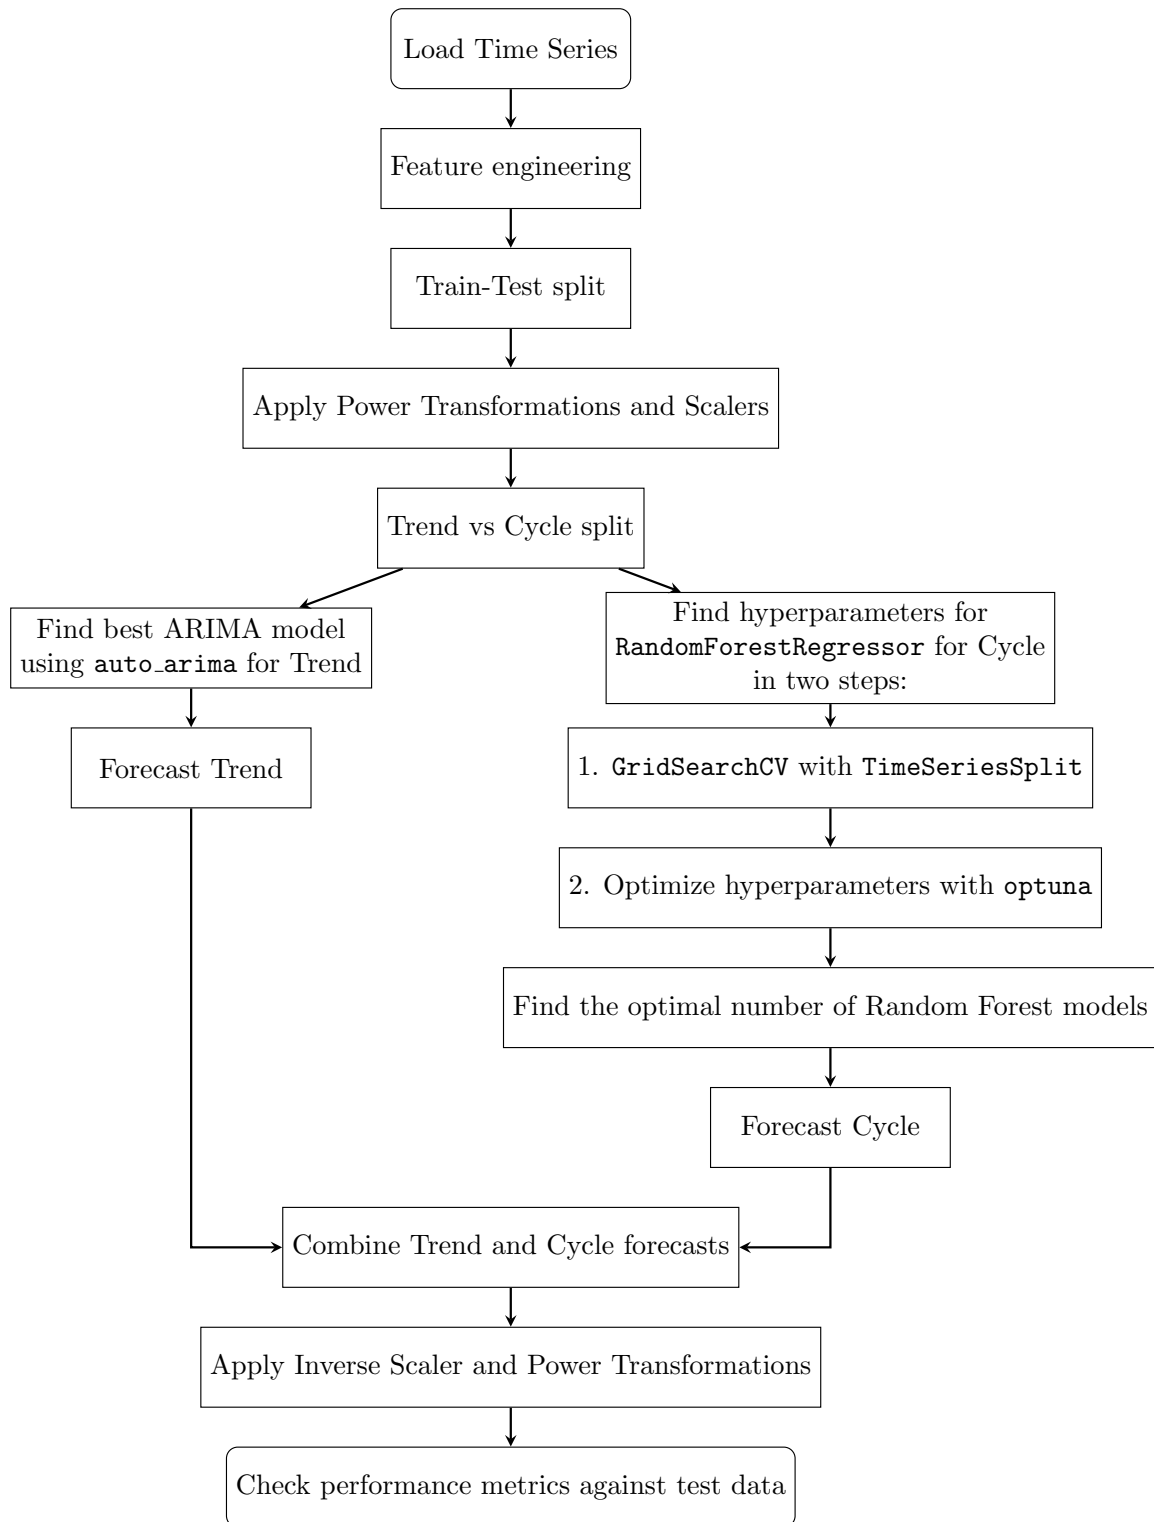 Load Time Series
Feature engineering
Train-Test split
Apply Power Transformations and Scalers
Trend vs Cycle split
Find best ARIMA model
using auto_arima for Trend
Forecast Trend
Find hyperparameters for
RandomForestRegressor for Cycle
in two steps:
1. GridSearchCV with TimeSeriesSplit
2. Optimize hyperparameters with optuna
Find the optimal number of Random Forest models
Forecast Cycle
Combine Trend and Cycle forecasts
Apply Inverse Scaler and Power Transformations
Check performance metrics against test data